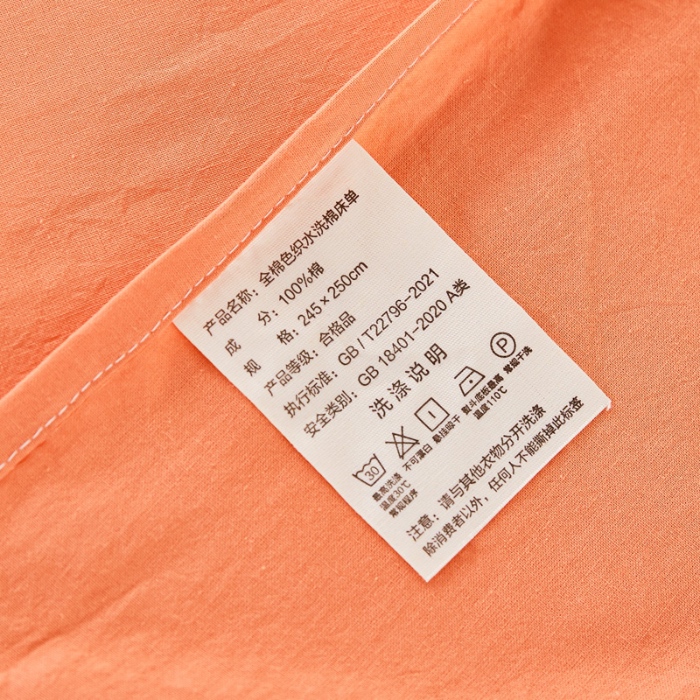 产品名称：全棉色织水洗棉床单
成 分：100%棉
规 格：245×250cm
产品等级：合格品
执行标准：GB/T22796-2021
安全类别：GB 18401-2020 A类
洗涤说明
30
P
最高洗涤温度30℃常规程序
不可漂白
悬挂晾干
熨斗底板最高温度110℃
常规干洗
注意：请与其他衣物分开洗涤
除消费者以外，任何人不能撕掉此标签